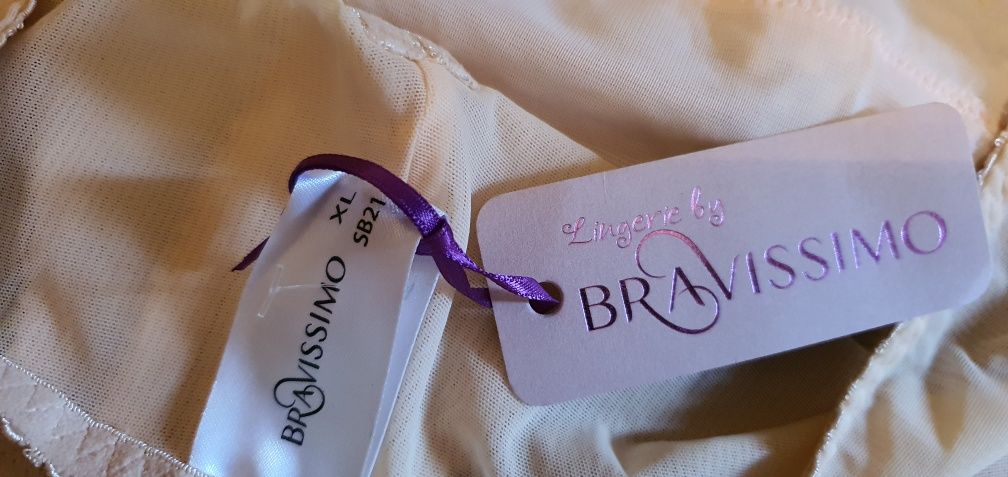 XL
SB21
BRAVISSIMO
Lingerie by
BRAVISSIMO